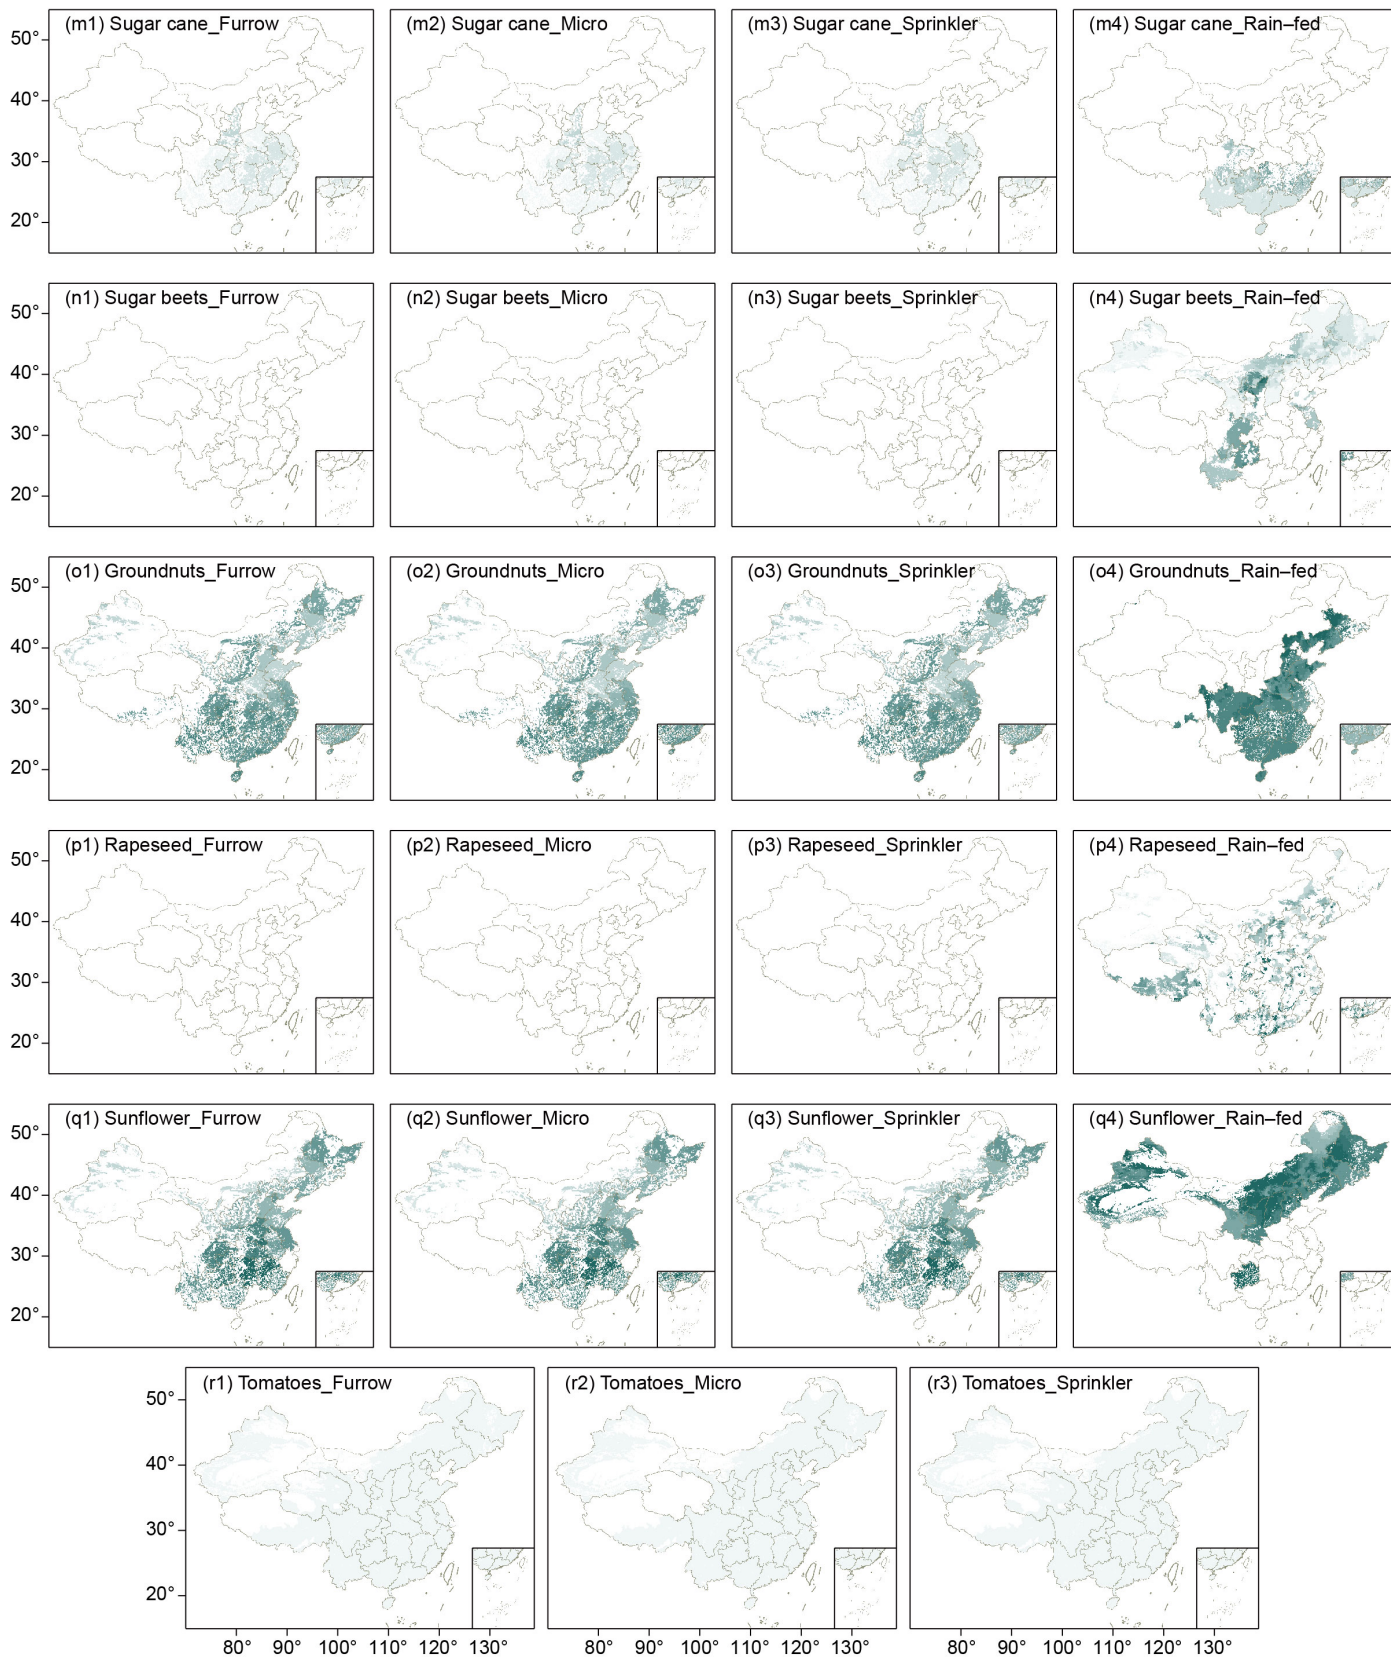 (m1) Sugar cane_Furrow
(m2) Sugar cane_Micro
(m3) Sugar cane_Sprinkler
(m4) Sugar cane_Rain–fed
50°
40°
30°
20°
(n1) Sugar beets_Furrow
(n2) Sugar beets_Micro
(n3) Sugar beets_Sprinkler
(n4) Sugar beets_Rain–fed
50°
40°
30°
20°
(o1) Groundnuts_Furrow
(o2) Groundnuts_Micro
(o3) Groundnuts_Sprinkler
(o4) Groundnuts_Rain–fed
50°
40°
30°
20°
(p1) Rapeseed_Furrow
(p2) Rapeseed_Micro
(p3) Rapeseed_Sprinkler
(p4) Rapeseed_Rain–fed
50°
40°
30°
20°
(q1) Sunflower_Furrow
(q2) Sunflower_Micro
(q3) Sunflower_Sprinkler
(q4) Sunflower_Rain–fed
50°
40°
30°
20°
(r1) Tomatoes_Furrow
(r2) Tomatoes_Micro
(r3) Tomatoes_Sprinkler
50°
40°
30°
20°
80° 90° 100° 110° 120° 130°
80° 90° 100° 110° 120° 130°
80° 90° 100° 110° 120° 130°